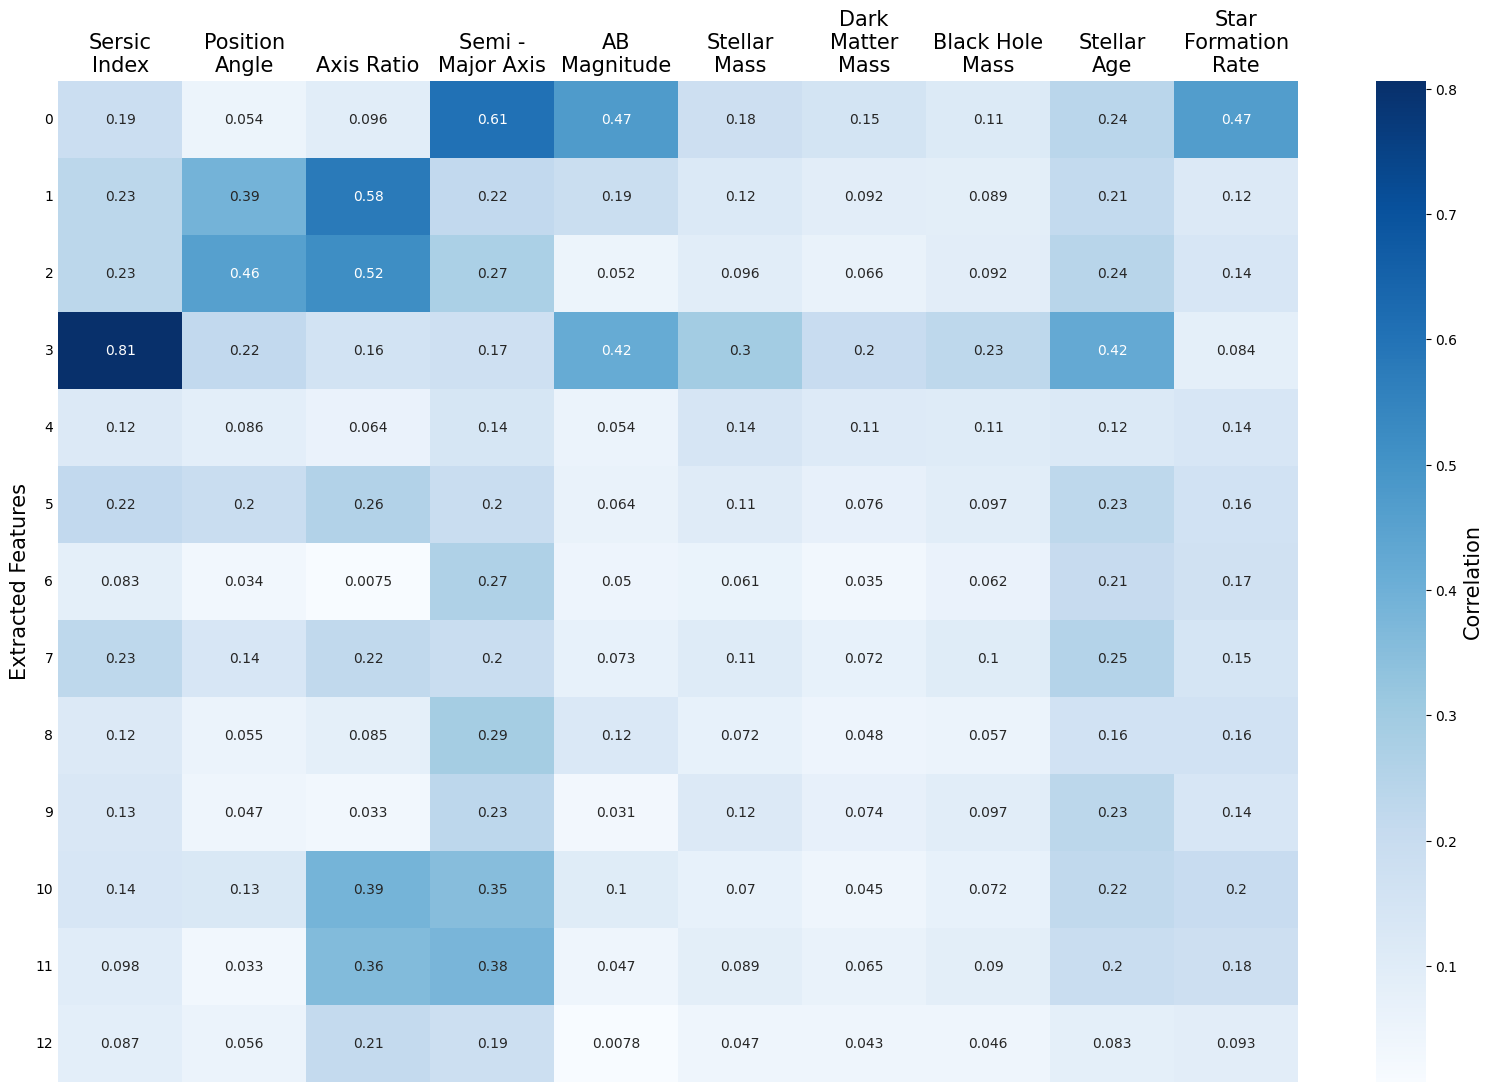 Sersic Index
Position Angle
Axis Ratio
Semi - Major Axis
AB Magnitude
Stellar Mass
Dark Matter Mass
Black Hole Mass
Stellar Age
Star Formation Rate
0 0.19 0.054 0.096 0.61 0.47 0.18 0.15 0.11 0.24 0.47
1 0.23 0.39 0.58 0.22 0.19 0.12 0.092 0.089 0.21 0.12
2 0.23 0.46 0.52 0.27 0.052 0.096 0.066 0.092 0.24 0.14
3 0.81 0.22 0.16 0.17 0.42 0.3 0.2 0.23 0.42 0.084
4 0.12 0.086 0.064 0.14 0.054 0.14 0.11 0.11 0.12 0.14
5 0.22 0.2 0.26 0.2 0.064 0.11 0.076 0.097 0.23 0.16
6 0.083 0.034 0.0075 0.27 0.05 0.061 0.035 0.062 0.21 0.17
7 0.23 0.14 0.22 0.2 0.073 0.11 0.072 0.1 0.25 0.15
8 0.12 0.055 0.085 0.29 0.12 0.072 0.048 0.057 0.16 0.16
9 0.13 0.047 0.033 0.23 0.031 0.12 0.074 0.097 0.23 0.14
10 0.14 0.13 0.39 0.35 0.1 0.07 0.045 0.072 0.22 0.2
11 0.098 0.033 0.36 0.38 0.047 0.089 0.065 0.09 0.2 0.18
12 0.087 0.056 0.21 0.19 0.0078 0.047 0.043 0.046 0.083 0.093
Extracted Features
0.8
0.7
0.6
0.5
0.4
0.3
0.2
0.1
Correlation